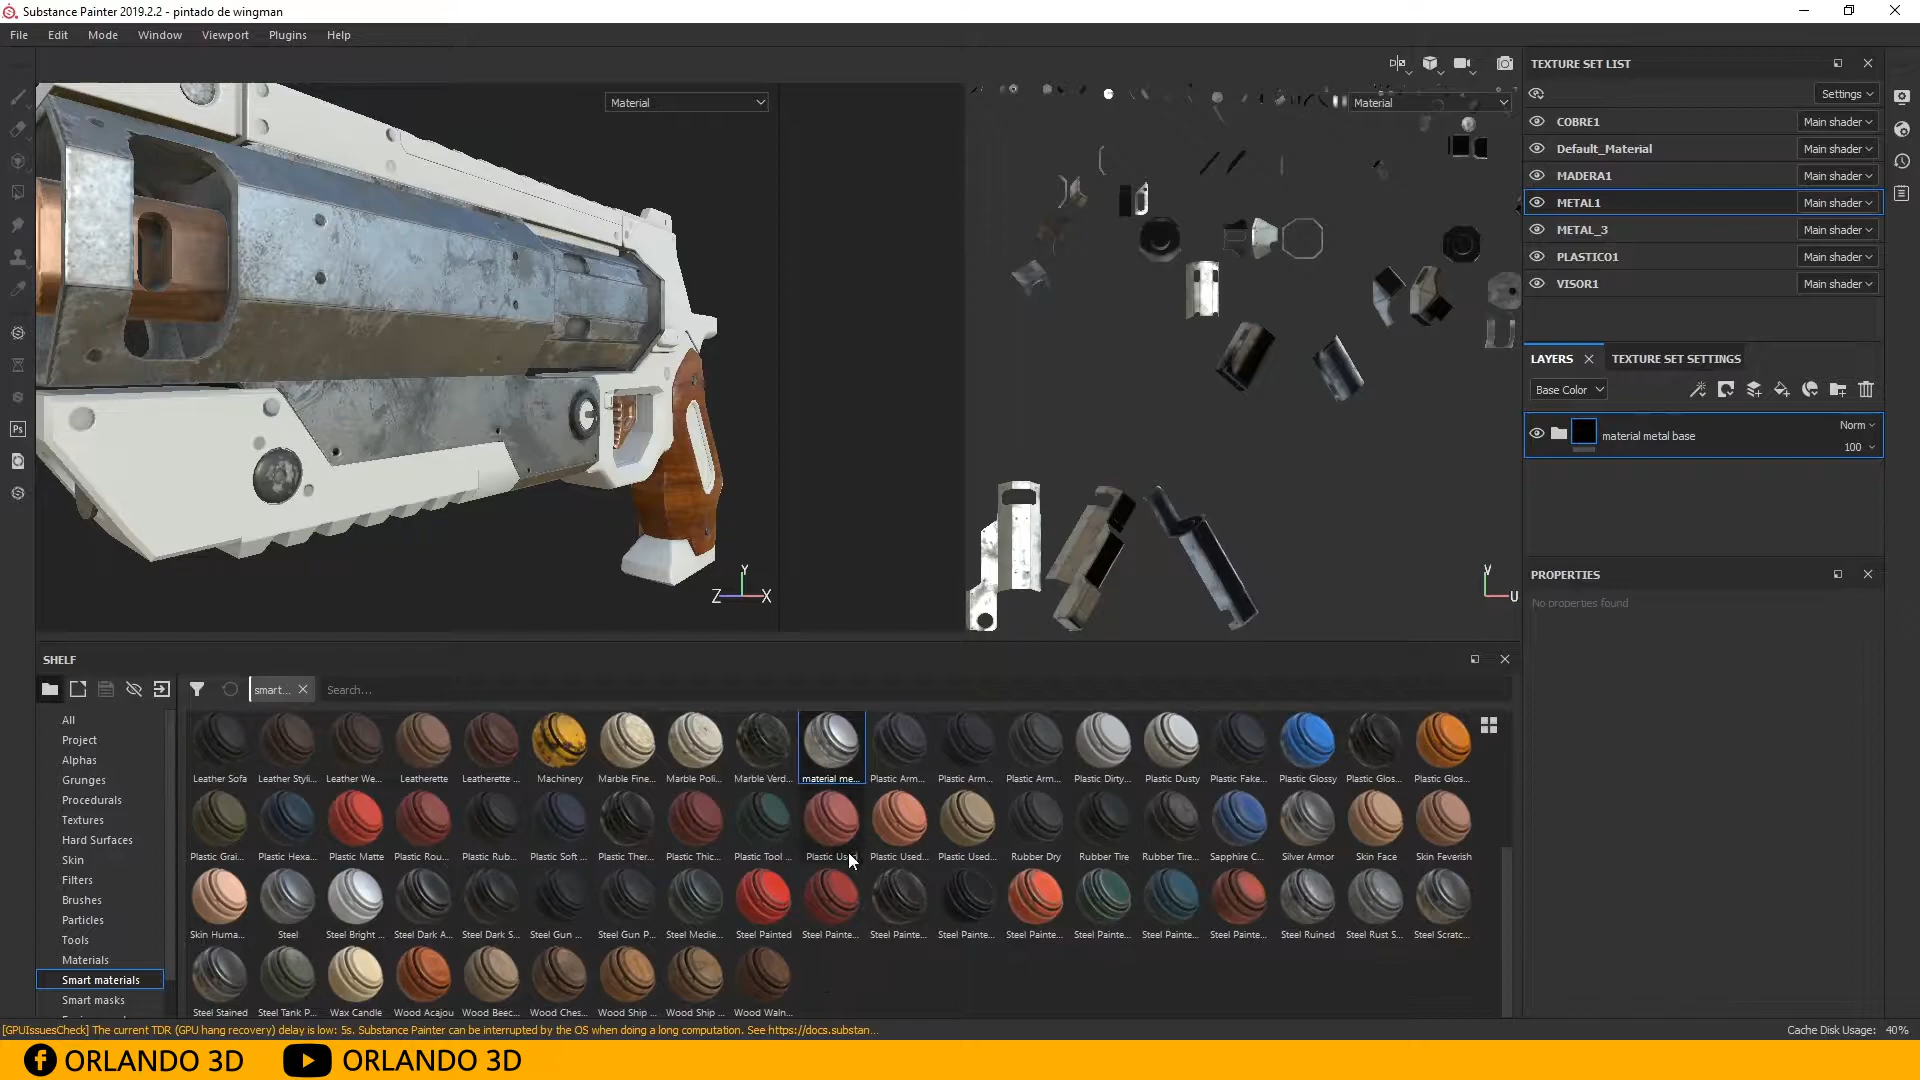 Substance Painter 2019.2.2 - pintado de wingman
File Edit Mode Window Viewport Plugins Help
Material
Material
Y
Z X
V
U
TEXTURE SET LIST
Settings
COBRE1 Main shader
Default_Material Main shader
MADERA1 Main shader
METAL1 Main shader
METAL_3 Main shader
PLASTICO1 Main shader
VISOR1 Main shader
LAYERS TEXTURE SET SETTINGS
Base Color
material metal base Norm
100
PROPERTIES
No properties found
Ps
SHELF
smart... Search...
All
Project
Alphas
Grunges
Procedurals
Textures
Hard Surfaces
Skin
Filters
Brushes
Particles
Tools
Materials
Smart materials
Smart masks
Leather Sofa Leather Styli... Leather We... Leatherette Leatherette ... Machinery Marble Fine... Marble Poli... Marble Verd... material me... Plastic Arm... Plastic Arm... Plastic Arm... Plastic Dirty... Plastic Dusty Plastic Fake... Plastic Glossy Plastic Glos... Plastic Glos...
Plastic Grai... Plastic Hexa... Plastic Matte Plastic Rou... Plastic Rub... Plastic Soft ... Plastic Ther... Plastic Thic... Plastic Tool ... Plastic Used Plastic Used... Plastic Used... Rubber Dry Rubber Tire Rubber Tire... Sapphire C... Silver Armor Skin Face Skin Feverish
Skin Huma... Steel Steel Bright ... Steel Dark A... Steel Dark S... Steel Gun ... Steel Gun P... Steel Medie... Steel Painted Steel Painte... Steel Painte... Steel Painte... Steel Painte... Steel Painte... Steel Painte... Steel Painte... Steel Ruined Steel Rust S... Steel Scratc...
Steel Stained Steel Tank P... Wax Candle Wood Acajou Wood Beec... Wood Ches... Wood Ship ... Wood Ship ... Wood Waln...
[GPUIssuesCheck] The current TDR (GPU hang recovery) delay is low: 5s. Substance Painter can be interrupted by the OS when doing a long computation. See https://docs.substan...
Cache Disk Usage: 40%
ORLANDO 3D ORLANDO 3D